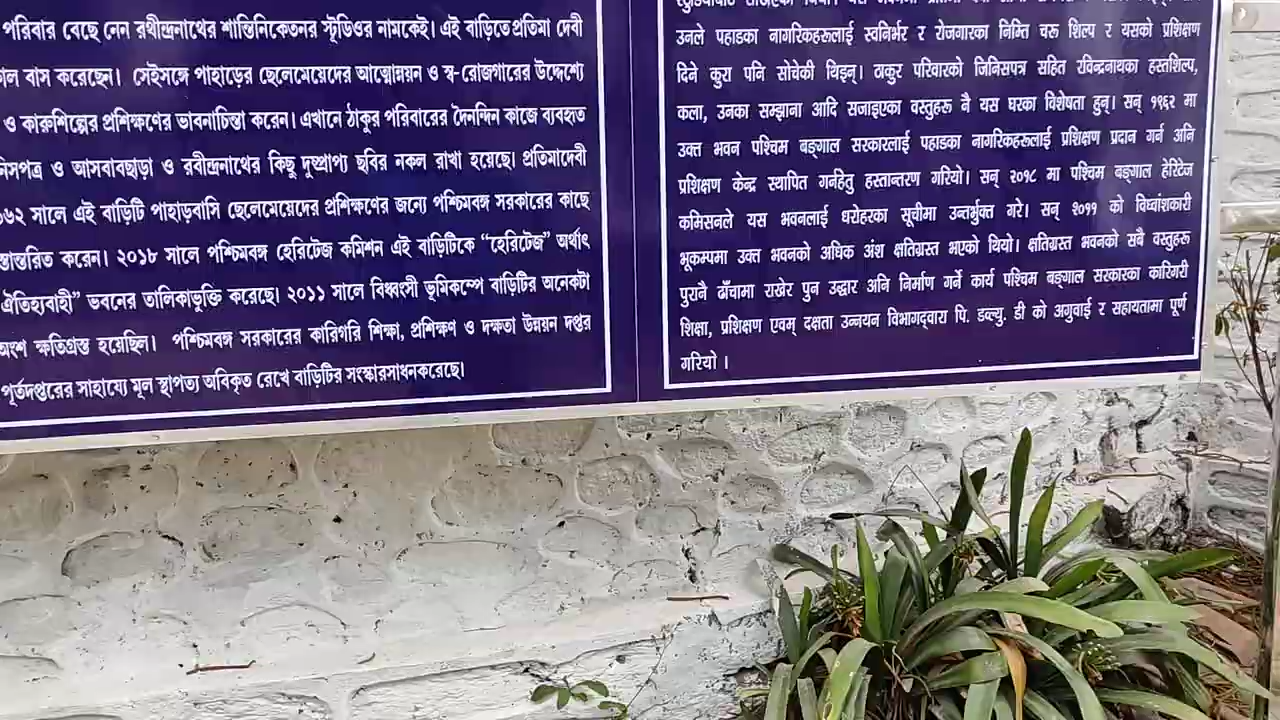 পরিবার বেছে নেন রথীন্দ্রনাথের শান্তিনিকেতনর স্টূডিওর নামকেই। এই বাড়িতে প্রতিমা দেবী
বাস করেছেন। সেইসঙ্গে পাহাড়ের ছেলেমেয়েদের আত্মোন্নয়ন ও স্ব-রোজগারের উদ্দেশ্যে
ও কারুশিল্পের প্রশিক্ষণের ভাবনাচিন্তা করেন। এখানে ঠাকুর পরিবারের দৈনন্দিন কাজে ব্যবহৃত
ও আসবাবছাড়া ও রবীন্দ্রনাথের কিছু দুষ্প্রাপ্য ছবির নকল রাখা হয়েছে। প্রতিমাদেবী
সালে এই বাড়িটি পাহাড়বাসি ছেলেমেয়েদের প্রশিক্ষণের জন্যে পশ্চিমবঙ্গ সরকারের কাছে
করেন। ২০১৮ সালে পশ্চিমবঙ্গ হেরিটেজ কমিশন এই বাড়িটিকে “হেরিটেজ” অর্থাৎ
ঐতিহ্যবাহী” ভবনের তালিকাভুক্তি করেছে। ২০১১ সালে বিধ্বংসী ভূমিকম্পে বাড়িটির অনেকটা
অংশ ক্ষতিগ্রস্ত হয়েছিল। পশ্চিমবঙ্গ সরকারের কারিগরি শিক্ষা, প্রশিক্ষণ ও দক্ষতা উন্নয়ন দপ্তর
পূর্তদপ্তরের সাহায্যে মূল স্থাপত্য অবিকৃত রেখে বাড়িটির সংস্কারসাধনকরেছে।
उनले पहाडका नागरिकहरूलाई स्वनिर्भर र रोजगारका निम्ति चरू शिल्प र यसको प्रशिक्षण
दिने कुरा पनि सोचेकी थिइन्। ठाकुर परिवारको जिनिसपत्र सहित रविन्द्रनाथका हस्तशिल्प,
कला, उनका सम्झाना आदि सजाइएका वस्तुहरू नै यस घरका विशेषता हुन्। सन् १९६२ मा
उक्त भवन पश्चिम बङ्गाल सरकारलाई पहाडका नागरिकहरूलाई प्रशिक्षण प्रदान गर्न अनि
प्रशिक्षण केन्द्र स्थापित गर्नहेतु हस्तान्तरण गरियो। सन् २०१८ मा पश्चिम बङ्गाल हेरिटेज
कमिसनले यस भवनलाई धरोहरका सूचीमा उन्तर्भुक्त गरे। सन् २०११ को विध्वांशकारी
भूकम्पमा उक्त भवनको अधिक अंश क्षतिग्रस्त भएको थियो। क्षतिग्रस्त भवनको सबै वस्तुहरू
पुरानै ढाँचामा राखेर पुन उद्धार अनि निर्माण गर्ने कार्य पश्चिम बङ्गाल सरकारका कारिगरी
शिक्षा, प्रशिक्षण एवम् दक्षता उन्नयन विभागद्वारा पि. डव्ल्यु. डी को अगुवाई र सहायतामा पूर्ण
गरियो ।